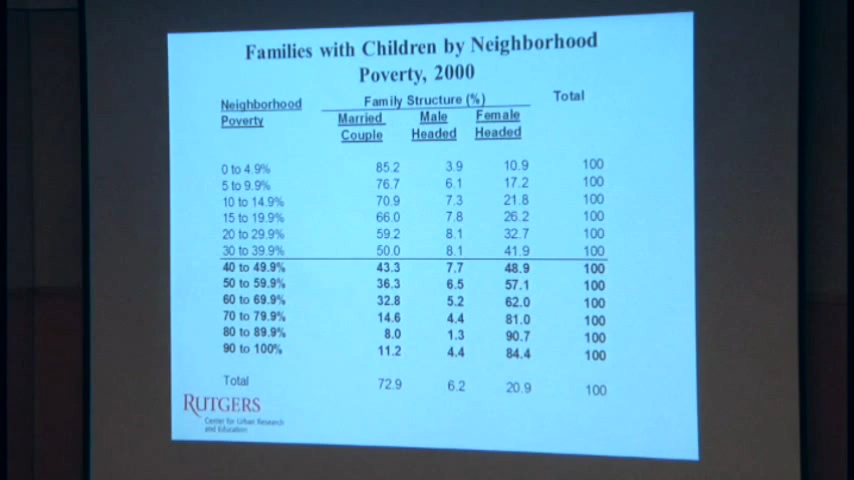 Families with Children by Neighborhood
Poverty, 2000
Neighborhood Poverty
Family Structure (%)
Total
Married Couple
Male Headed
Female Headed
0 to 4.9% 85.2 3.9 10.9 100
5 to 9.9% 76.7 6.1 17.2 100
10 to 14.9% 70.9 7.3 21.8 100
15 to 19.9% 66.0 7.8 26.2 100
20 to 29.9% 59.2 8.1 32.7 100
30 to 39.9% 50.0 8.1 41.9 100
40 to 49.9% 43.3 7.7 48.9 100
50 to 59.9% 36.3 6.5 57.1 100
60 to 69.9% 32.8 5.2 62.0 100
70 to 79.9% 14.6 4.4 81.0 100
80 to 89.9% 8.0 1.3 90.7 100
90 to 100% 11.2 4.4 84.4 100
Total 72.9 6.2 20.9 100
RUTGERS
Center for Urban Research
and Education